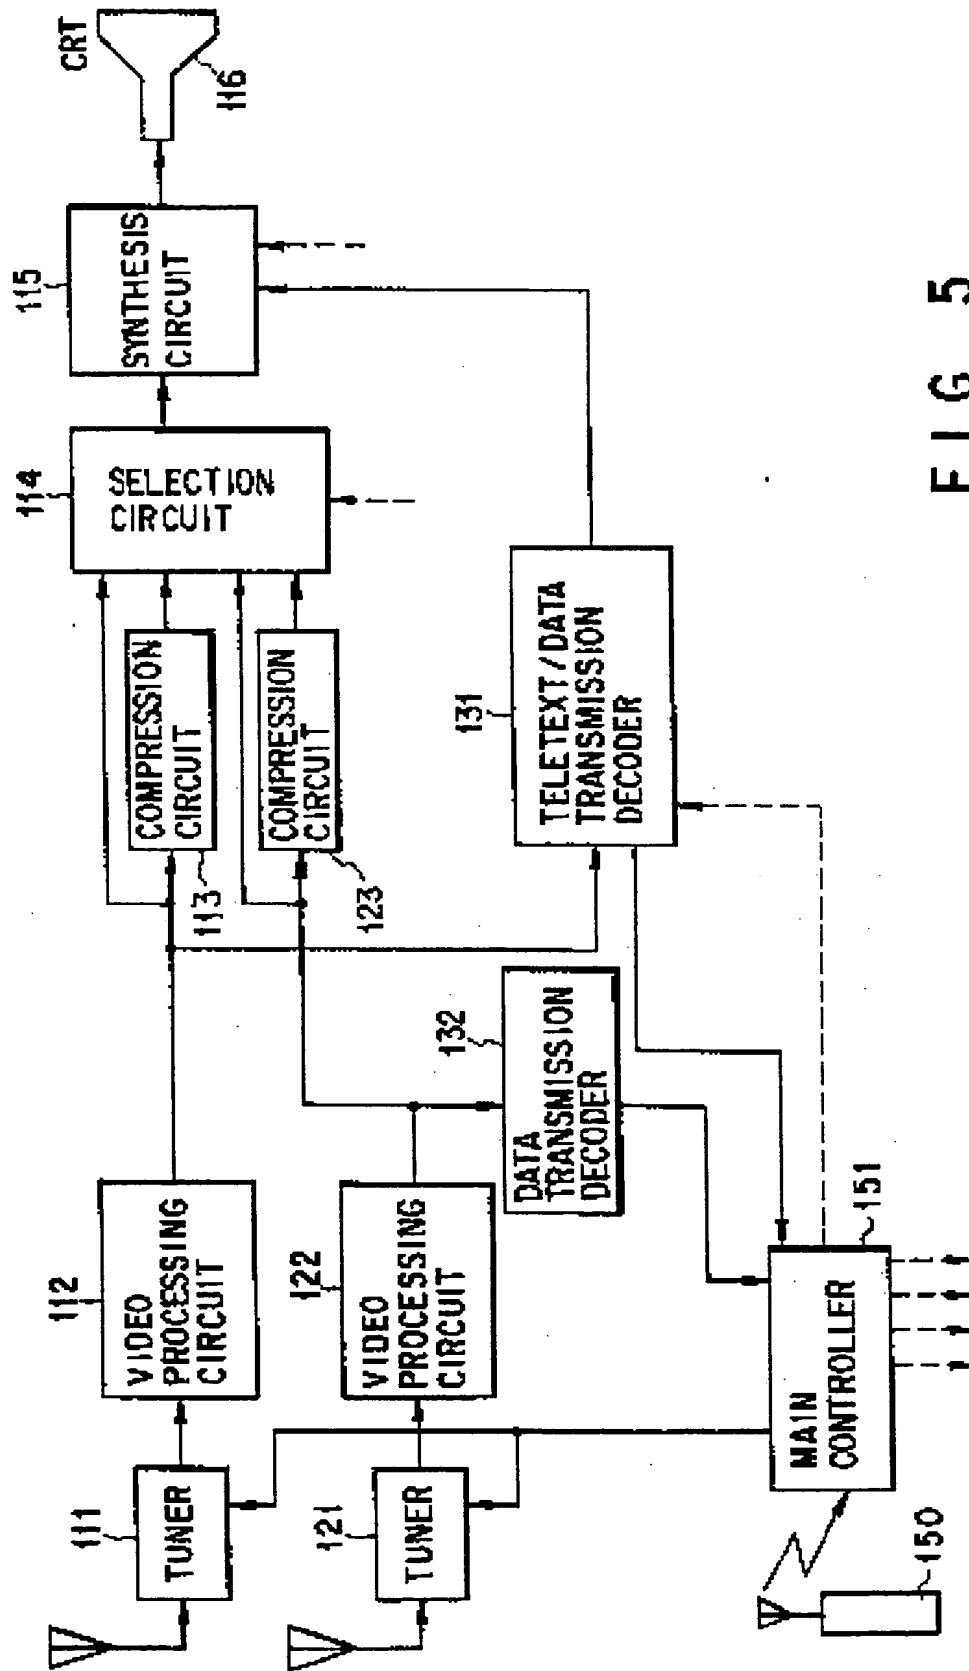 CRT
116
115
SYNTHESIS
CIRCUIT
114
SELECTION
CIRCUIT
COMPRESSION
CIRCUIT
113
COMPRESSION
CIRCUIT
123
131
TELETEXT/DATA
TRANSMISSION
DECODER
132
DATA
TRANSMISSION
DECODER
112
VIDEO
PROCESSING
CIRCUIT
122
VIDEO
PROCESSING
CIRCUIT
111
TUNER
121
TUNER
151
MAIN
CONTROLLER
150
FIG 5